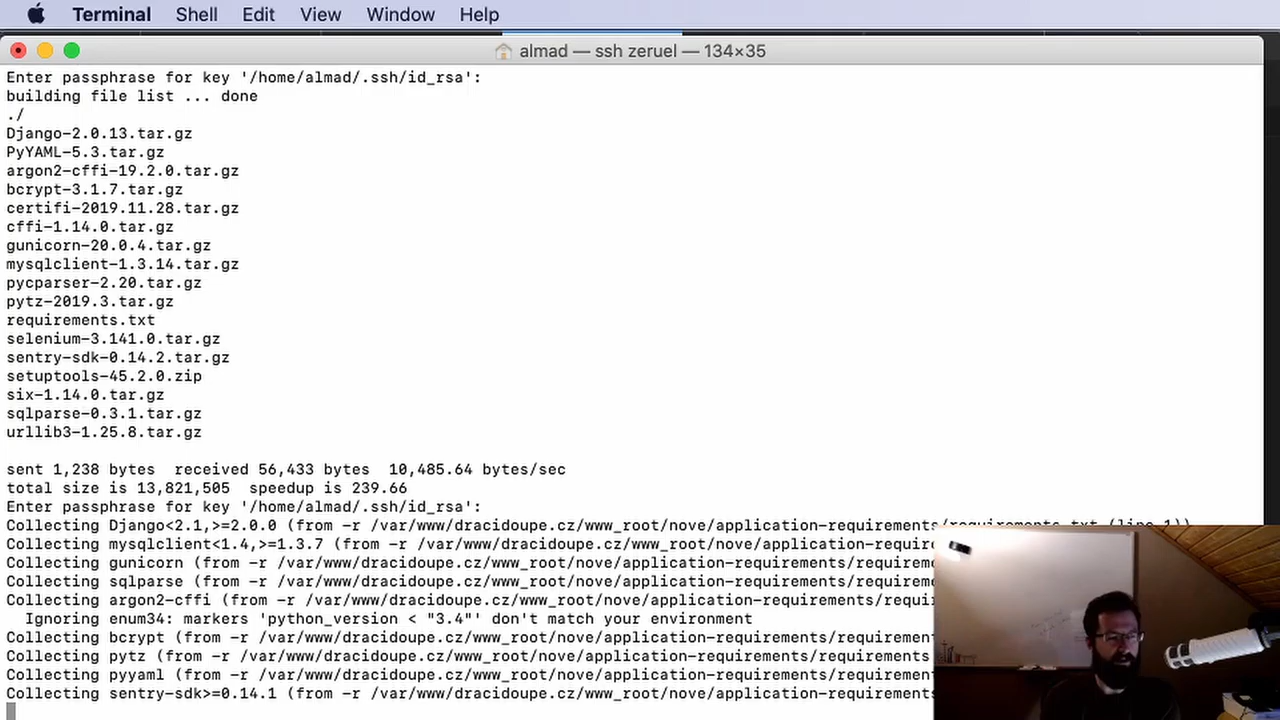 Terminal Shell Edit View Window Help
almad — ssh zeruel — 134×35
Enter passphrase for key '/home/almad/.ssh/id_rsa':
building file list ... done
./
Django-2.0.13.tar.gz
PyYAML-5.3.tar.gz
argon2-cffi-19.2.0.tar.gz
bcrypt-3.1.7.tar.gz
certifi-2019.11.28.tar.gz
cffi-1.14.0.tar.gz
gunicorn-20.0.4.tar.gz
mysqlclient-1.3.14.tar.gz
pycparser-2.20.tar.gz
pytz-2019.3.tar.gz
requirements.txt
selenium-3.141.0.tar.gz
sentry-sdk-0.14.2.tar.gz
setuptools-45.2.0.zip
six-1.14.0.tar.gz
sqlparse-0.3.1.tar.gz
urllib3-1.25.8.tar.gz
sent 1,238 bytes  received 56,433 bytes  10,485.64 bytes/sec
total size is 13,821,505  speedup is 239.66
Enter passphrase for key '/home/almad/.ssh/id_rsa':
Collecting Django<2.1,>=2.0.0 (from -r /var/www/dracidoupe.cz/www_root/nove/application-requirements/requirements.txt (line 1))
Collecting mysqlclient<1.4,>=1.3.7 (from -r /var/www/dracidoupe.cz/www_root/nove/application-require
Collecting gunicorn (from -r /var/www/dracidoupe.cz/www_root/nove/application-requirements/requireme
Collecting sqlparse (from -r /var/www/dracidoupe.cz/www_root/nove/application-requirements/requireme
Collecting argon2-cffi (from -r /var/www/dracidoupe.cz/www_root/nove/application-requirements/requi
Ignoring enum34: markers 'python_version < "3.4"' don't match your environment
Collecting bcrypt (from -r /var/www/dracidoupe.cz/www_root/nove/application-requirements/requirement
Collecting pytz (from -r /var/www/dracidoupe.cz/www_root/nove/application-requirements/requirements
Collecting pyyaml (from -r /var/www/dracidoupe.cz/www_root/nove/application-requirements/requirement
Collecting sentry-sdk>=0.14.1 (from -r /var/www/dracidoupe.cz/www_root/nove/application-requirements